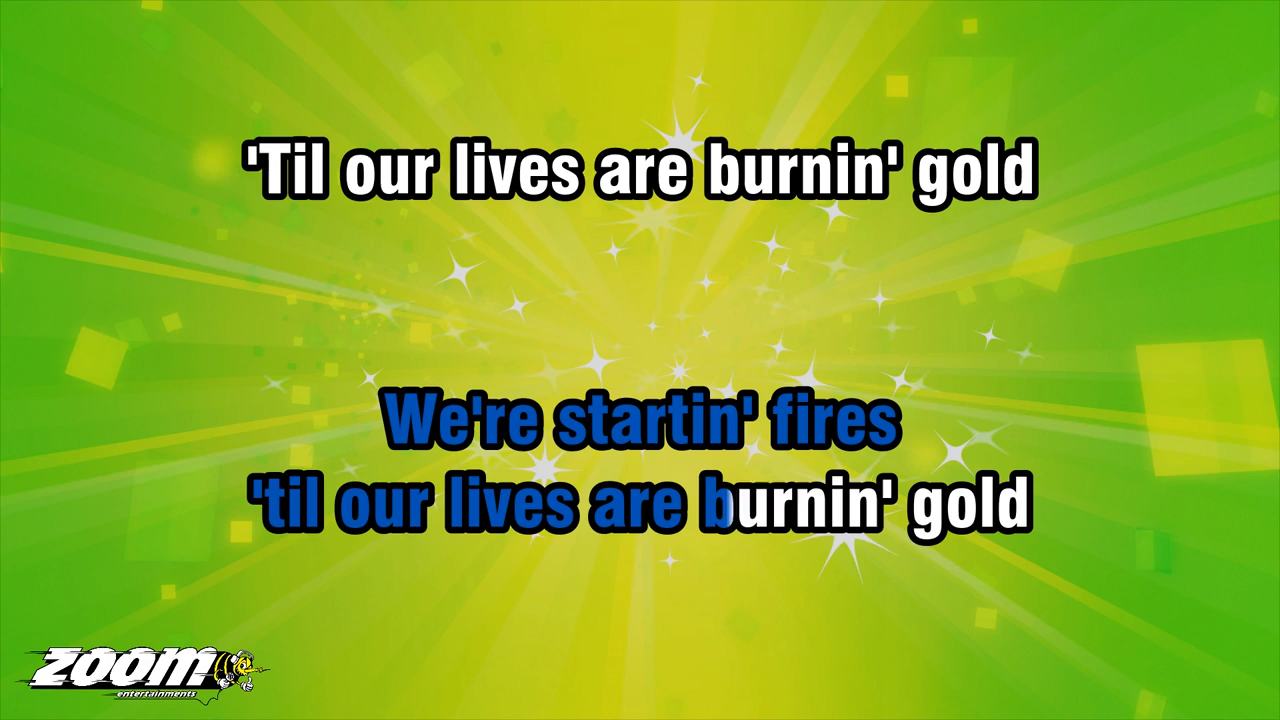 'Til our lives are burnin' gold
We're startin' fires
'til our lives are burnin' gold
zoom
entertainments